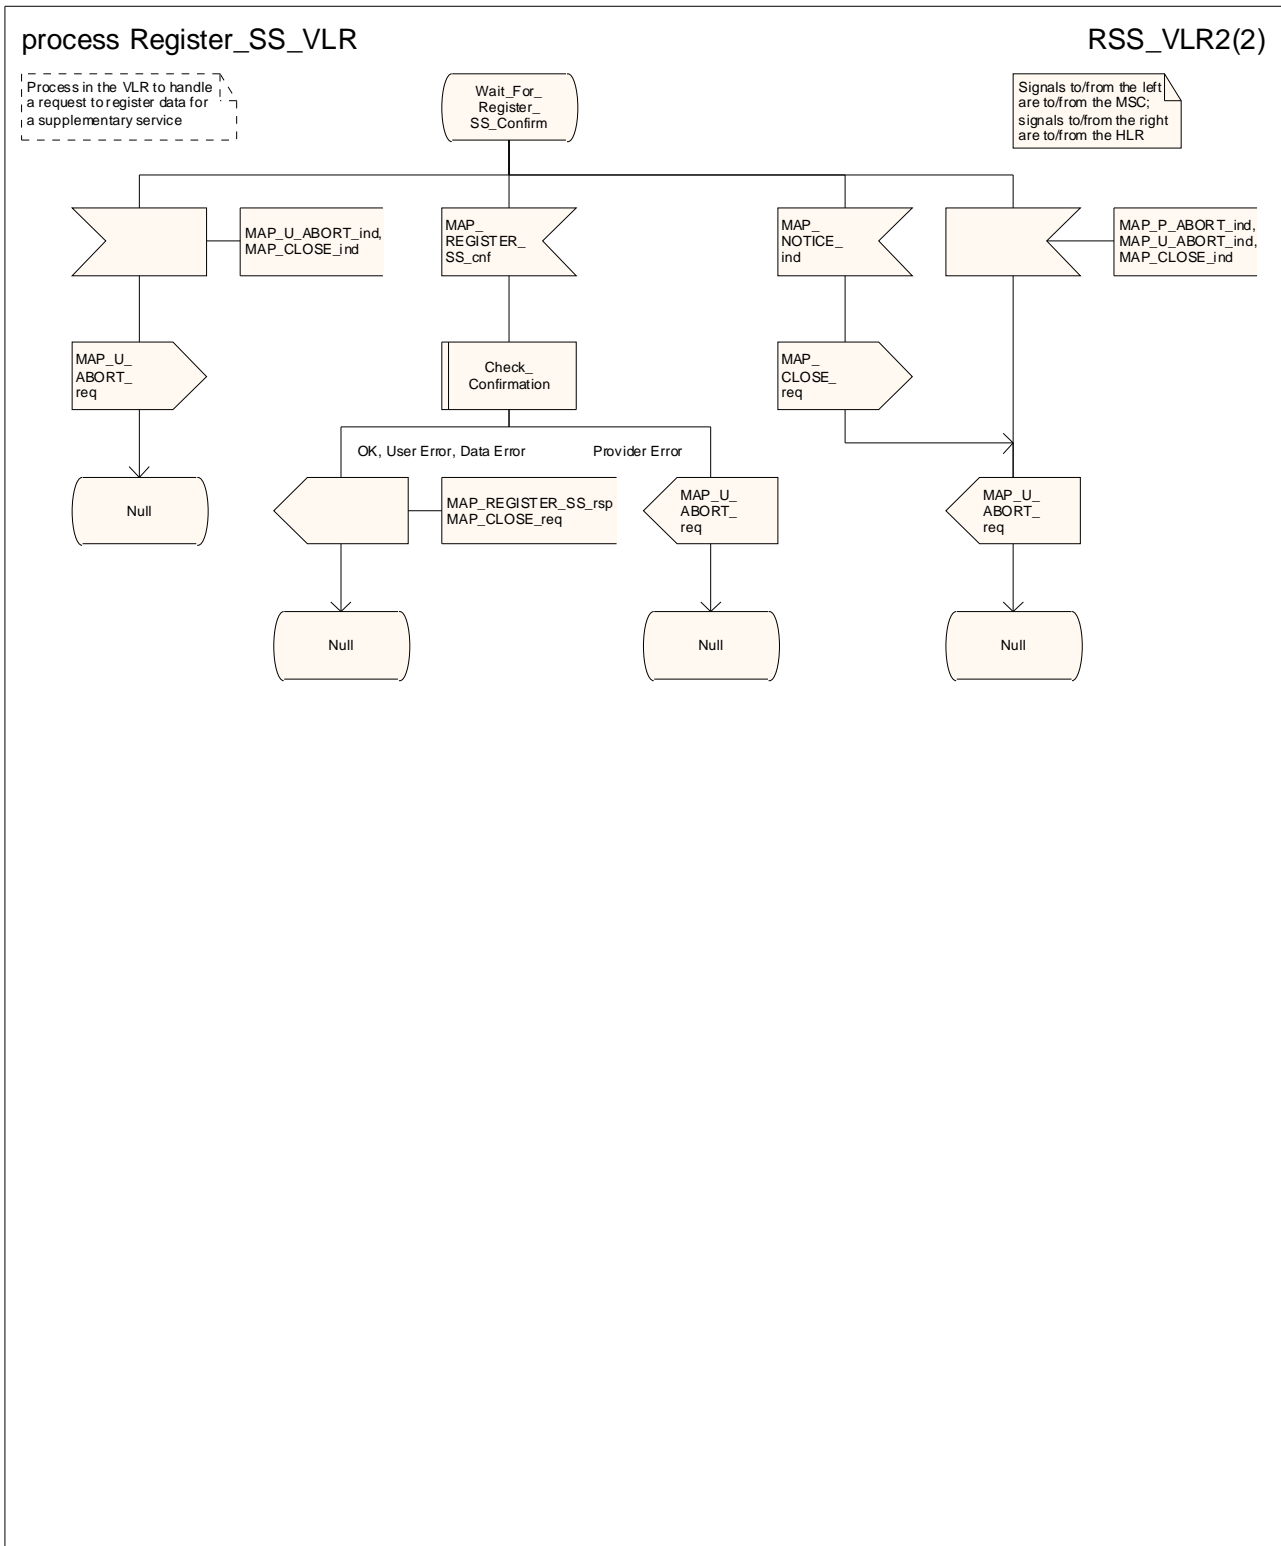 process Register_SS_VLR
RSS_VLR2(2)
Process in the VLR to handle
a request to register data for
a supplementary service
Wait_For_
Register_
SS_Confirm
Signals to/from the left
are to/from the MSC;
signals to/from the right
are to/from the HLR
MAP_U_ABORT_ind,
MAP_CLOSE_ind
MAP_
REGISTER_
SS_cnf
MAP_
NOTICE_
ind
MAP_P_ABORT_ind,
MAP_U_ABORT_ind,
MAP_CLOSE_ind
MAP_U_
ABORT_
req
Check_
Confirmation
MAP_
CLOSE_
req
OK, User Error, Data Error
Provider Error
Null
MAP_REGISTER_SS_rsp
MAP_CLOSE_req
MAP_U_
ABORT_
req
MAP_U_
ABORT_
req
Null
Null
Null